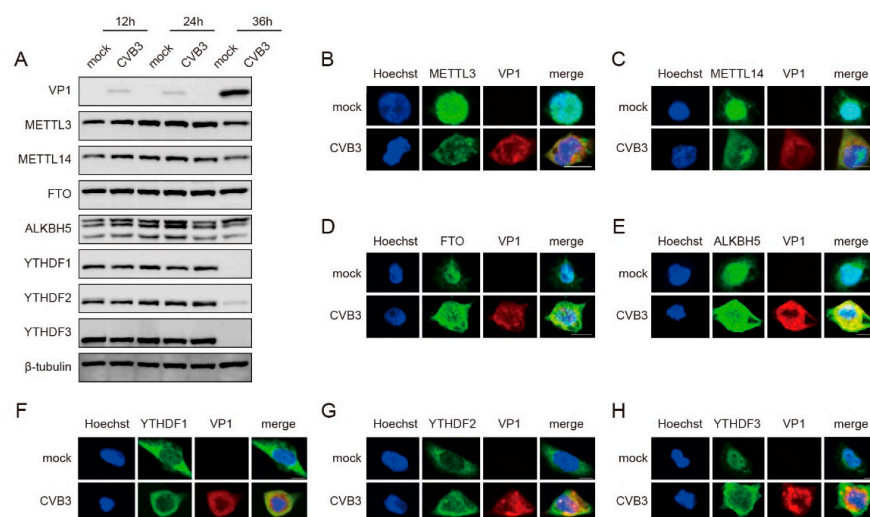 12h 24h 36h
A mock CVB3 mock CVB3 mock CVB3
VP1
METTL3
METTL14
FTO
ALKBH5
YTHDF1
YTHDF2
YTHDF3
β-tubulin
B Hoechst METTL3 VP1 merge
mock
CVB3
C Hoechst METTL14 VP1 merge
mock
CVB3
D Hoechst FTO VP1 merge
mock
CVB3
E Hoechst ALKBH5 VP1 merge
mock
CVB3
F Hoechst YTHDF1 VP1 merge
mock
CVB3
G Hoechst YTHDF2 VP1 merge
mock
CVB3
H Hoechst YTHDF3 VP1 merge
mock
CVB3